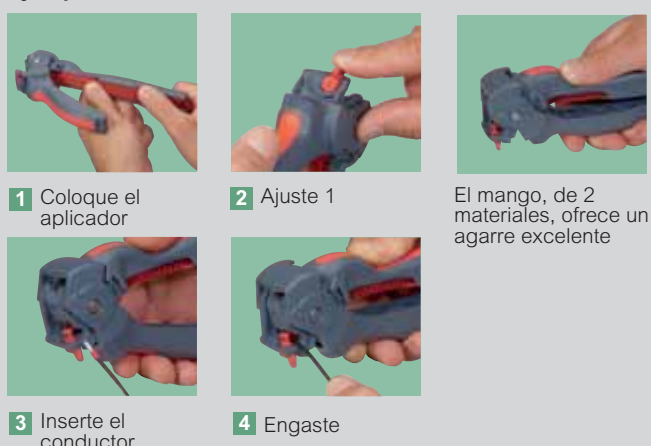 1 Coloque el
aplicador
2 Ajuste 1
El mango, de 2
materiales, ofrece un
agarre excelente
3 Inserte el
conductor
4 Engaste